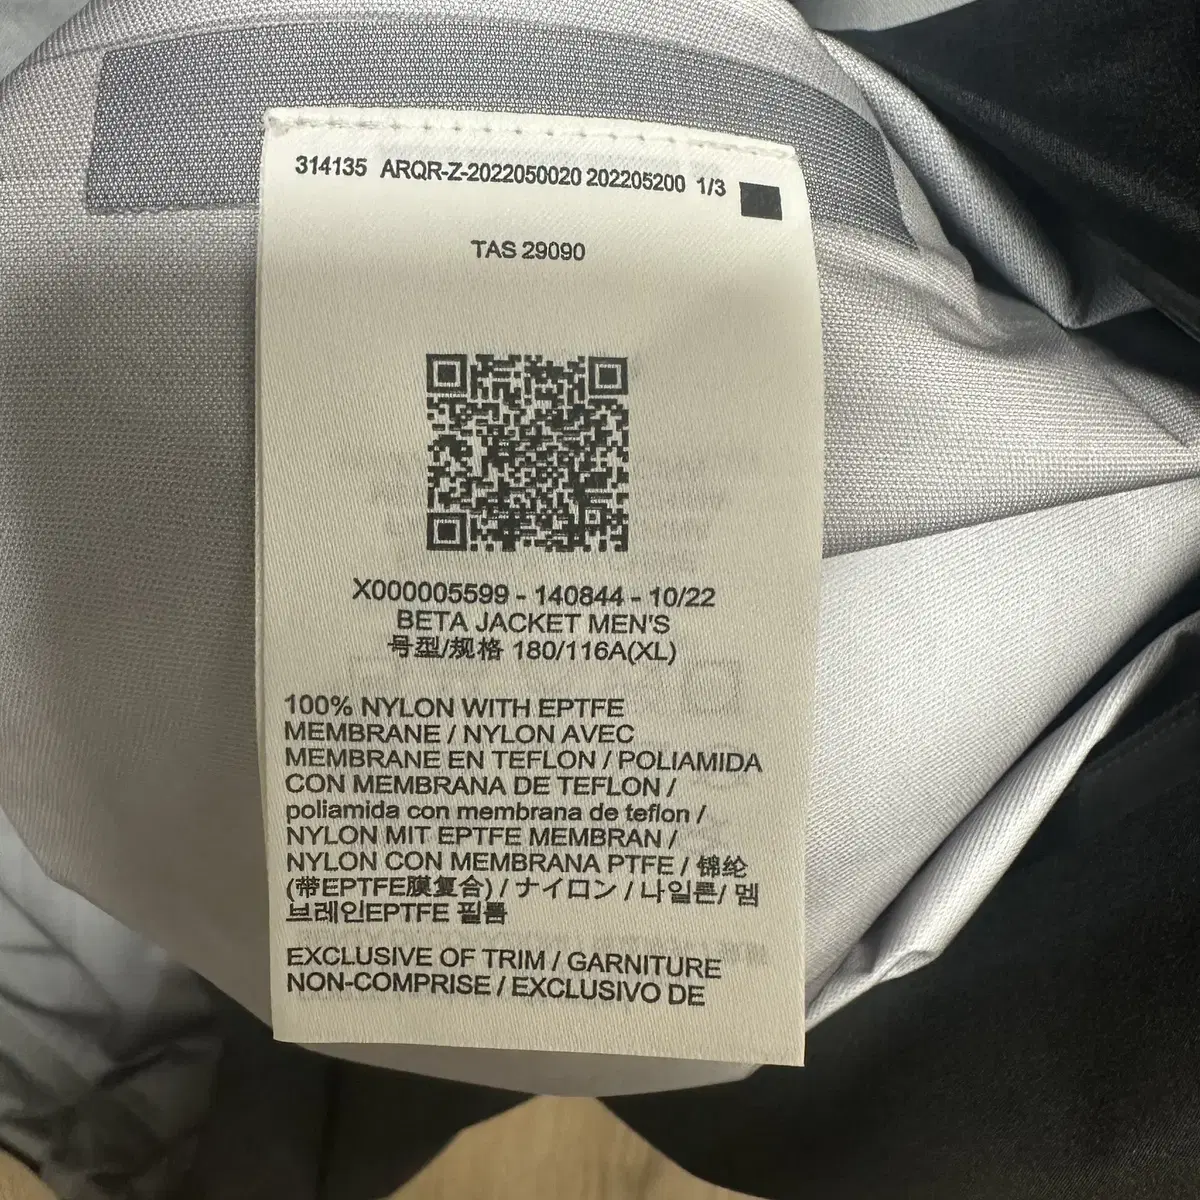 314135 ARQR-Z-2022050020 202205200 1/3
TAS 29090
X000005599 - 140844 - 10/22
BETA JACKET MEN'S
号型/规格 180/116A(XL)
100% NYLON WITH EPTFE
MEMBRANE / NYLON AVEC
MEMBRANE EN TEFLON / POLIAMIDA
CON MEMBRANA DE TEFLON /
poliamida con membrana de teflon /
NYLON MIT EPTFE MEMBRAN /
NYLON CON MEMBRANA PTFE / 锦纶
(带EPTFE膜复合) / ナイロン / 나일론/ 멤
브레인EPTFE 필름
EXCLUSIVE OF TRIM / GARNITURE
NON-COMPRISE / EXCLUSIVO DE